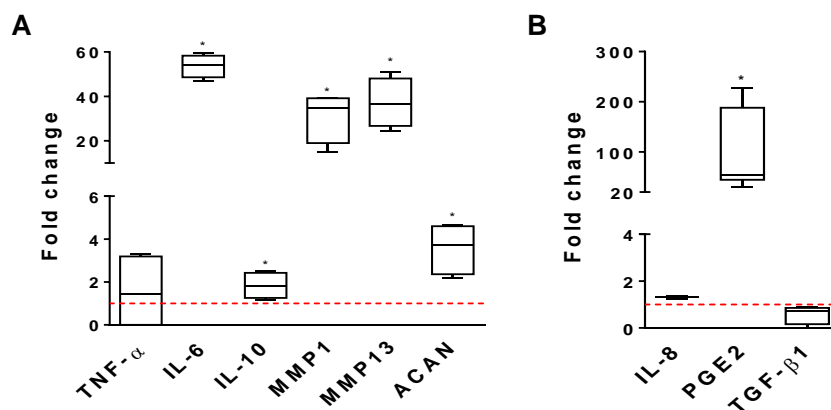 A
Fold change
60
40
20
6
4
2
0
* * * * *
TNF-α IL-6 IL-10 MMP1 MMP13 ACAN
B
Fold change
300
200
100
20
4
2
0
*
IL-8 PGE2 TGF-β1